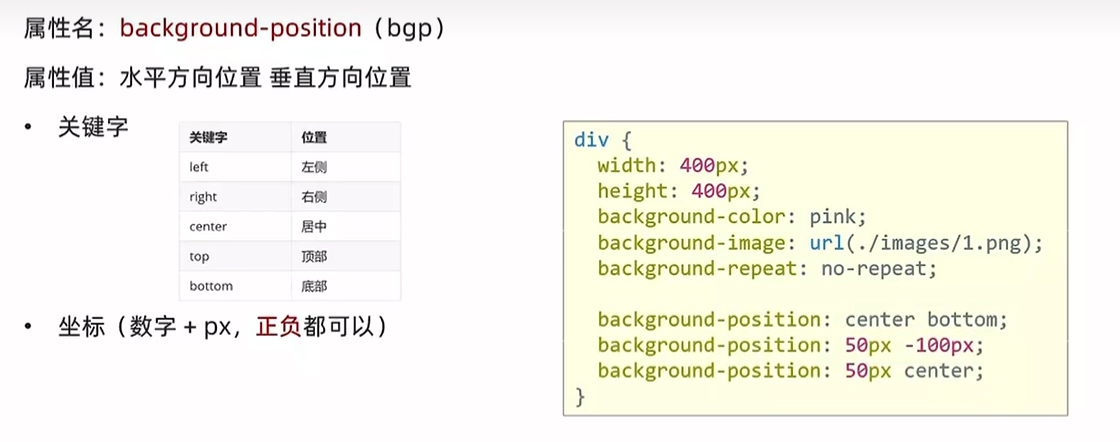 属性名：background-position（bgp）
属性值：水平方向位置 垂直方向位置
• 关键字
关键字 位置
left 左侧
right 右侧
center 居中
top 顶部
bottom 底部
• 坐标（数字 + px，正负都可以）
div {
  width: 400px;
  height: 400px;
  background-color: pink;
  background-image: url(./images/1.png);
  background-repeat: no-repeat;
  background-position: center bottom;
  background-position: 50px -100px;
  background-position: 50px center;
}